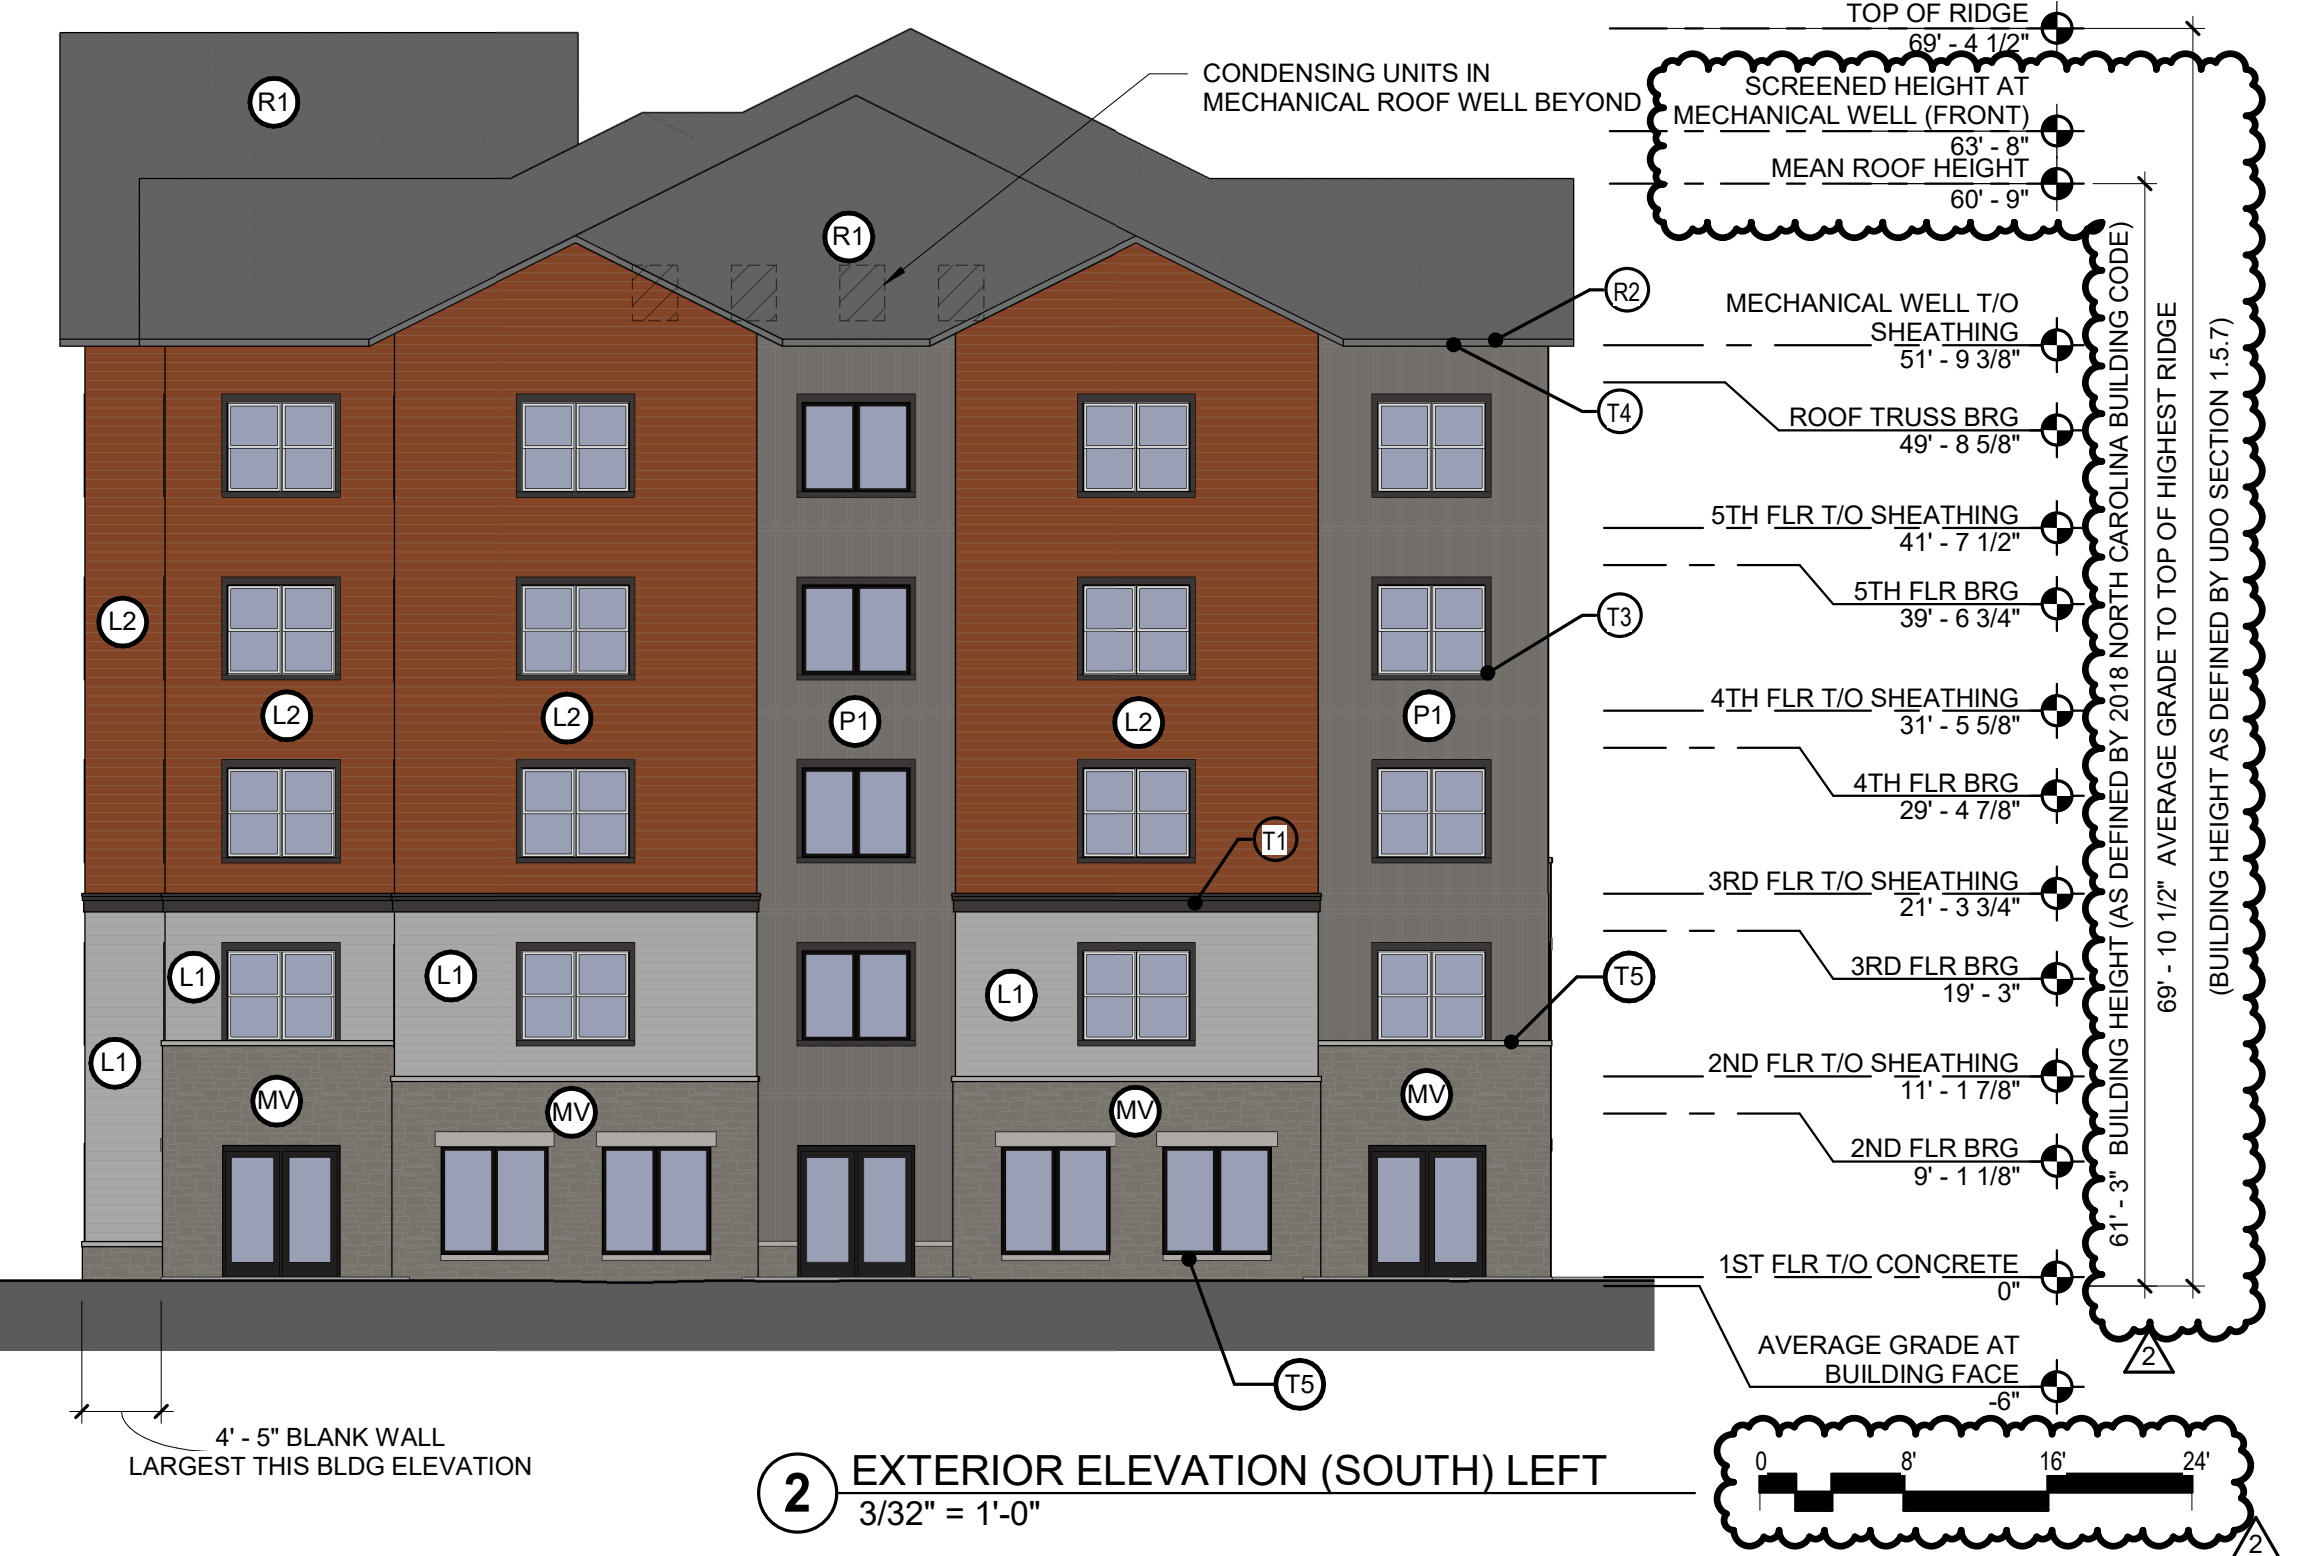 TOP OF RIDGE
69' - 4 1/2"
CONDENSING UNITS IN
MECHANICAL ROOF WELL BEYOND
SCREENED HEIGHT AT
MECHANICAL WELL (FRONT)
63' - 8"
MEAN ROOF HEIGHT
60' - 9"
R1
R1
R2
MECHANICAL WELL T/O
SHEATHING
51' - 9 3/8"
T4
ROOF TRUSS BRG
49' - 8 5/8"
5TH FLR T/O SHEATHING
41' - 7 1/2"
5TH FLR BRG
39' - 6 3/4"
L2
T3
L2
L2
P1
L2
P1
4TH FLR T/O SHEATHING
31' - 5 5/8"
4TH FLR BRG
29' - 4 7/8"
T1
3RD FLR T/O SHEATHING
21' - 3 3/4"
L1
L1
L1
T5
3RD FLR BRG
19' - 3"
L1
MV
MV
MV
MV
2ND FLR T/O SHEATHING
11' - 1 7/8"
2ND FLR BRG
9' - 1 1/8"
1ST FLR T/O CONCRETE
0"
AVERAGE GRADE AT
BUILDING FACE
-6"
T5
61' - 3" BUILDING HEIGHT (AS DEFINED BY 2018 NORTH CAROLINA BUILDING CODE)
69' - 10 1/2" AVERAGE GRADE TO TOP OF HIGHEST RIDGE
(BUILDING HEIGHT AS DEFINED BY UDO SECTION 1.5.7)
2
4' - 5" BLANK WALL
LARGEST THIS BLDG ELEVATION
2
EXTERIOR ELEVATION (SOUTH) LEFT
3/32" = 1'-0"
0 8' 16' 24'
2